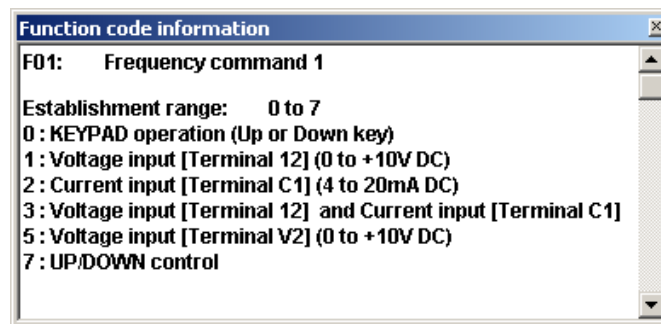 Function code information
F01: Frequency command 1
Establishment range: 0 to 7
0 : KEYPAD operation (Up or Down key)
1 : Voltage input [Terminal 12] (0 to +10V DC)
2 : Current input [Terminal C1] (4 to 20mA DC)
3 : Voltage input [Terminal 12] and Current input [Terminal C1]
5 : Voltage input [Terminal V2] (0 to +10V DC)
7 : UP/DOWN control